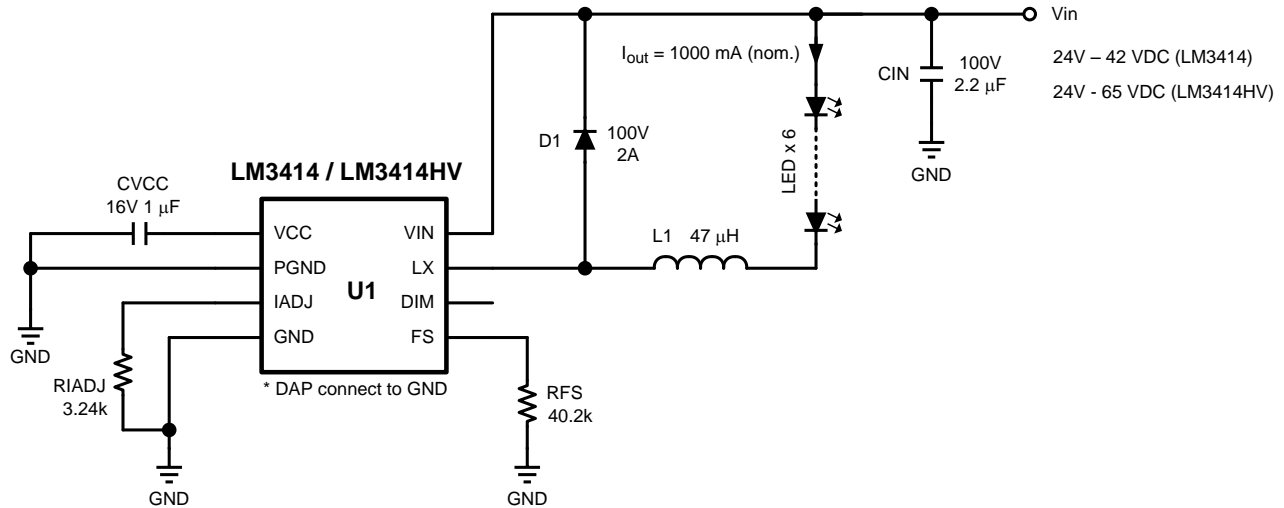 Vin
I_out = 1000 mA (nom.)
24V – 42 VDC (LM3414)
24V - 65 VDC (LM3414HV)
CIN
100V
2.2 μF
GND
D1
100V
2A
LED x 6
LM3414 / LM3414HV
CVCC
16V 1 μF
VCC
VIN
L1 47 μH
PGND
LX
U1
IADJ
DIM
GND
FS
GND
* DAP connect to GND
RIADJ
3.24k
RFS
40.2k
GND
GND